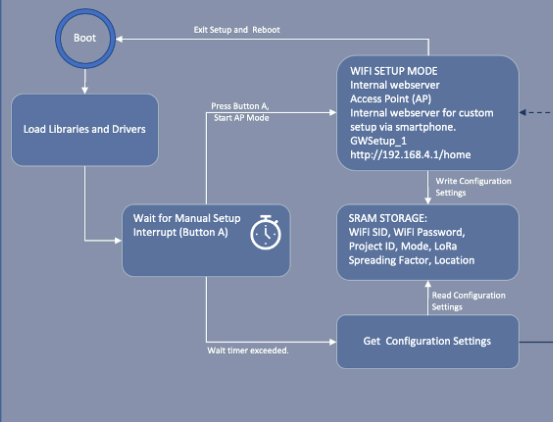 Exit Setup and Reboot
Boot
WIFI SETUP MODE
Internal webserver
Access Point (AP)
Internal webserver for custom
setup via smartphone.
GWSetup_1
http://192.168.4.1/home
Press Button A,
Start AP Mode
Load Libraries and Drivers
Write Configuration
Settings
Wait for Manual Setup
Interrupt (Button A)
SRAM STORAGE:
WiFi SID, WiFi Password,
Project ID, Mode, LoRa
Spreading Factor, Location
Read Configuration
Settings
Get Configuration Settings
Wait timer exceeded.